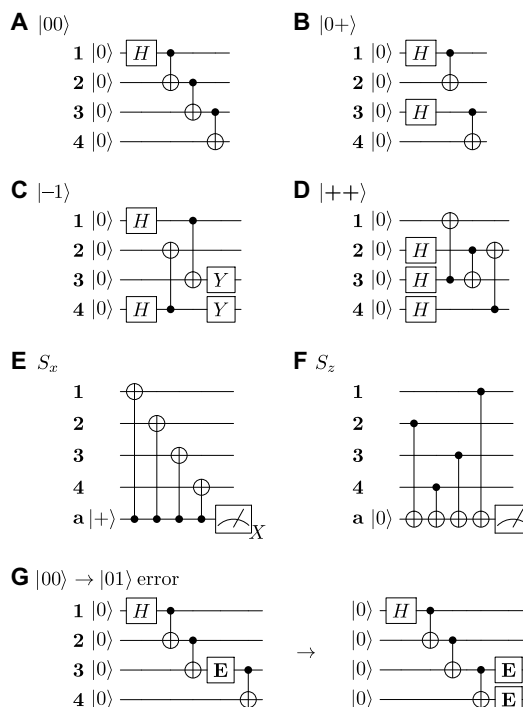 A |00⟩
1 |0⟩ H
2 |0⟩
3 |0⟩
4 |0⟩
B |0+⟩
1 |0⟩ H
2 |0⟩
3 |0⟩ H
4 |0⟩
C |−1⟩
1 |0⟩ H
2 |0⟩
3 |0⟩ Y
4 |0⟩ H Y
D |++⟩
1 |0⟩
2 |0⟩ H
3 |0⟩ H
4 |0⟩ H
E Sₓ
1
2
3
4
a |+⟩ X
F S_z
1
2
3
4
a |0⟩
G |00⟩ → |01⟩ error
1 |0⟩ H
2 |0⟩
3 |0⟩ E
4 |0⟩
→
|0⟩ H
|0⟩
|0⟩ E
|0⟩ E